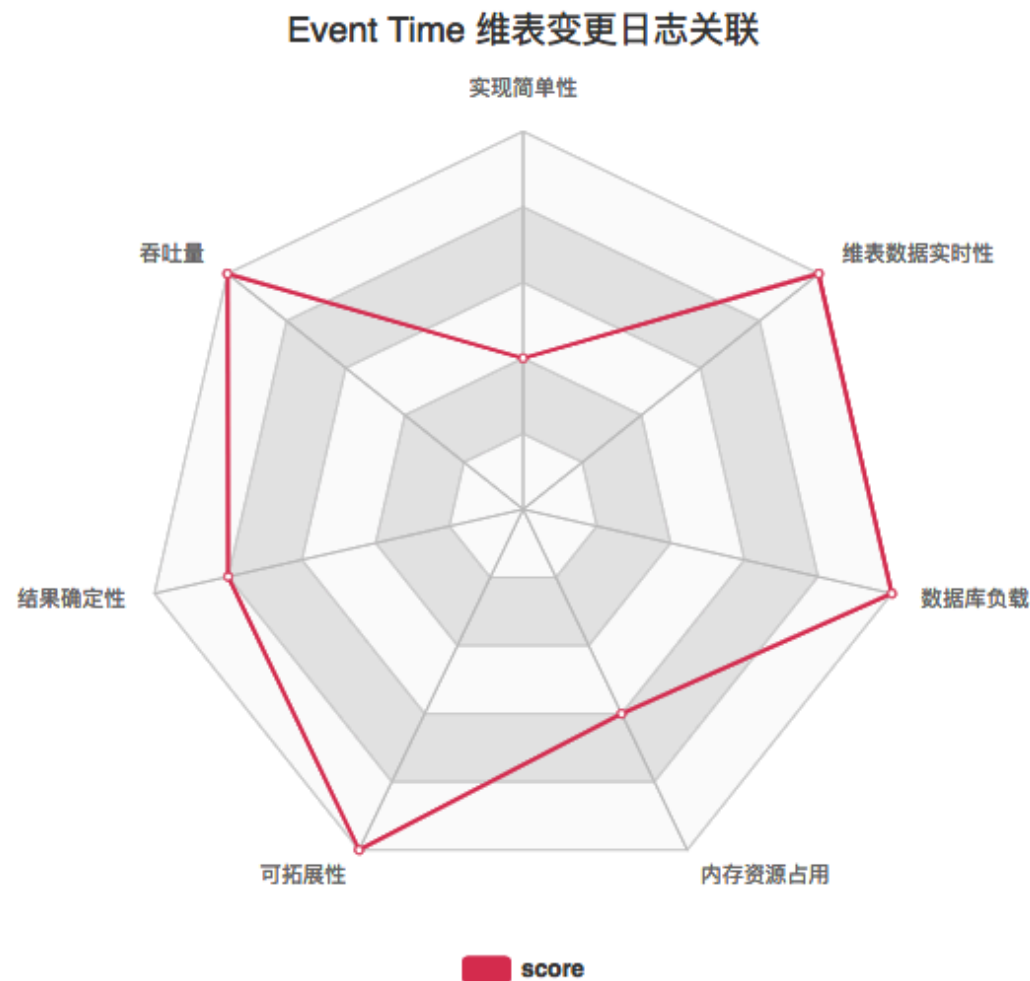 Event Time 维表变更日志关联
实现简单性
吞吐量
维表数据实时性
结果确定性
数据库负载
可拓展性
内存资源占用
score